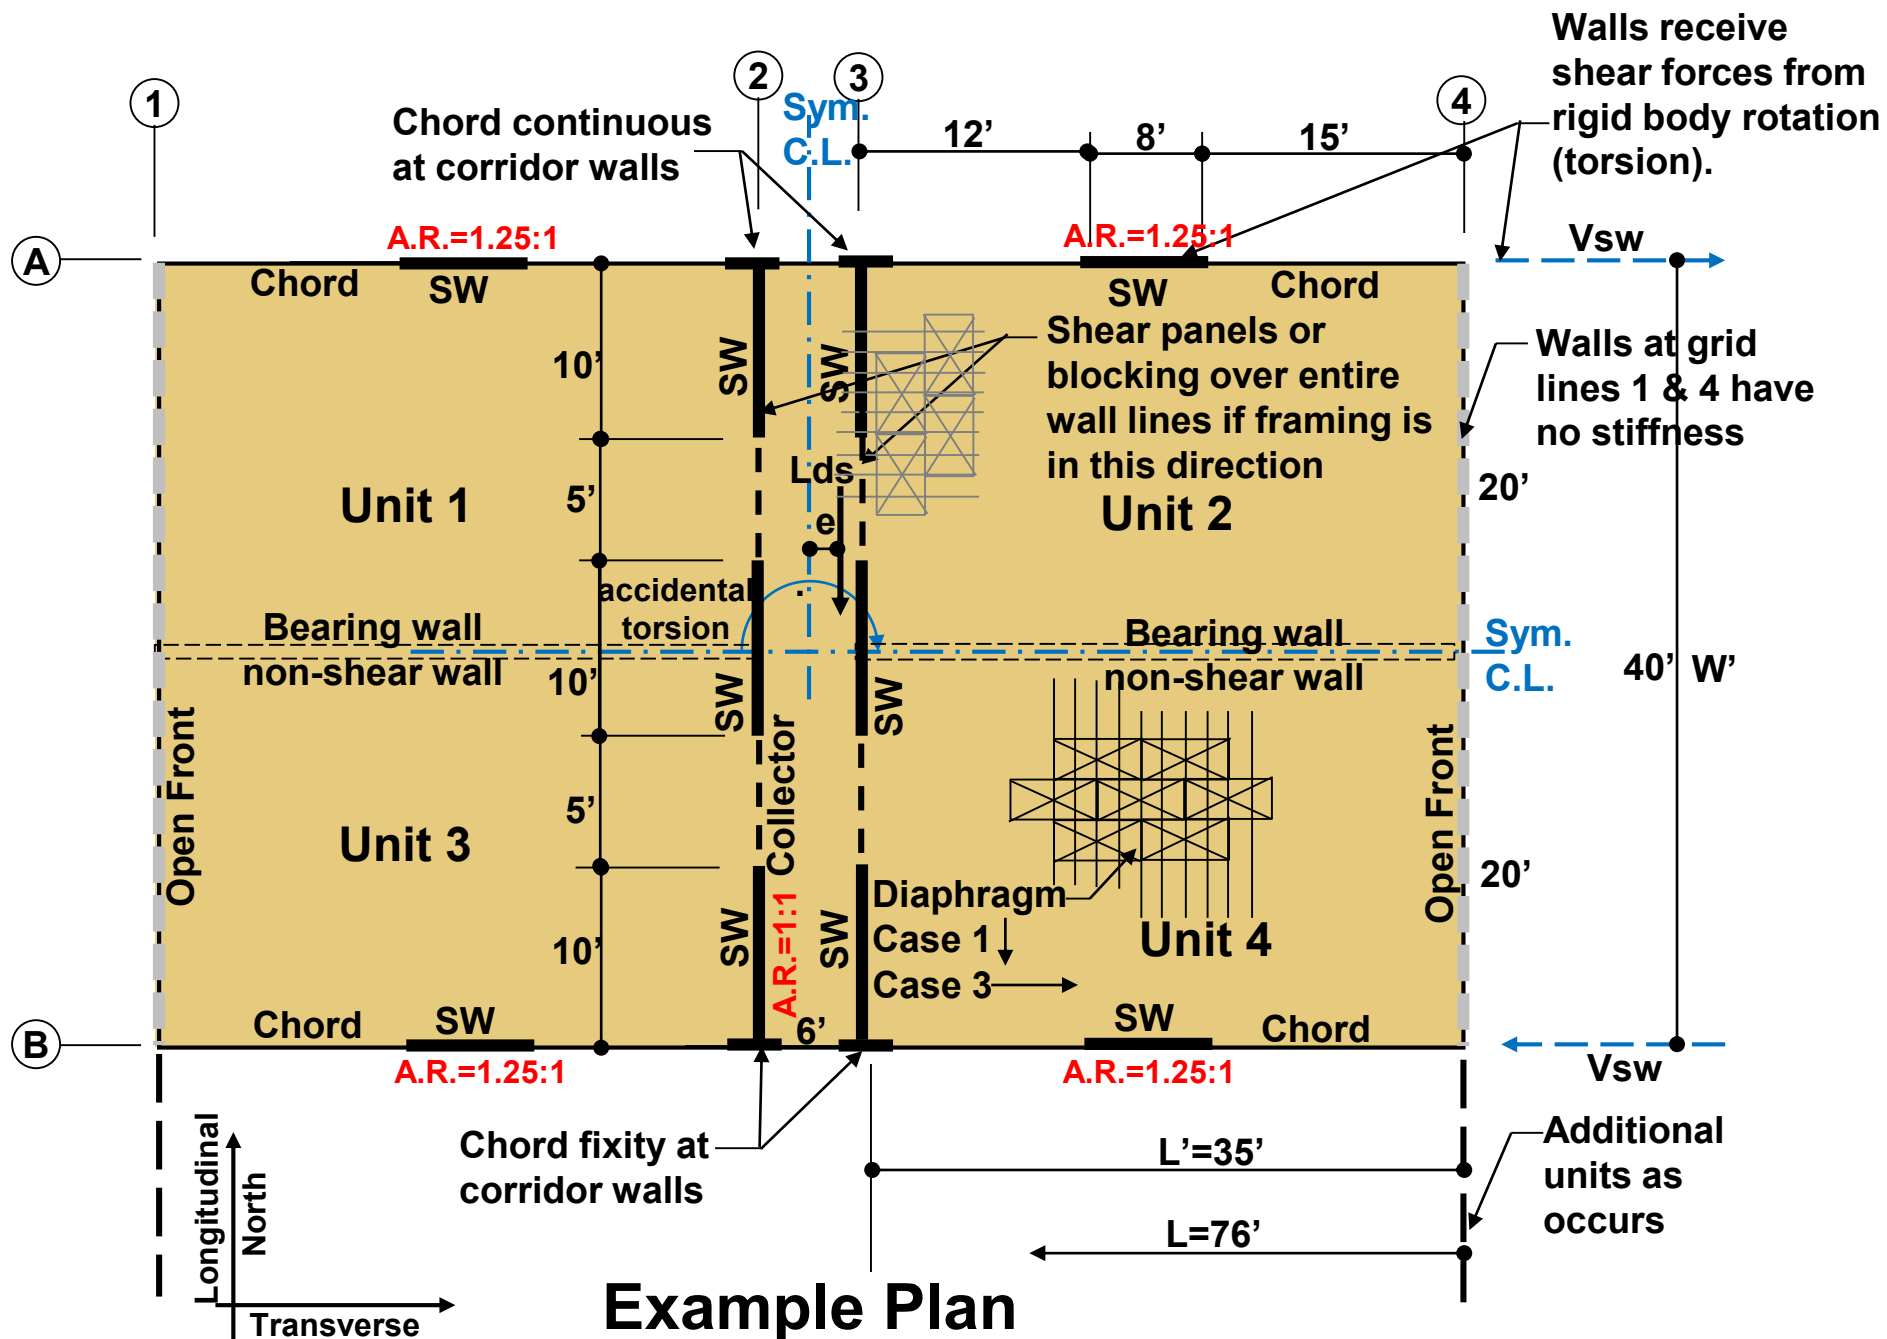 Walls receive
shear forces from
rigid body rotation
(torsion).
1
2
3
4
Sym.
C.L.
Chord continuous
at corridor walls
12’
8’
15’
A
A.R.=1.25:1
A.R.=1.25:1
Vsw
Chord
SW
SW
Chord
10’
SW
SW
Shear panels or
blocking over entire
wall lines if framing is
in this direction
Walls at grid
lines 1 & 4 have
no stiffness
Lds
Unit 1
5’
e
Unit 2
20’
accidental
torsion
Bearing wall
non-shear wall
10’
SW
SW
Bearing wall
non-shear wall
Sym.
C.L.
40’ W’
Open Front
Unit 3
5’
Collector
Open Front
20’
10’
SW
A.R.=1:1
SW
Diaphragm
Case 1
Case 3
Unit 4
B
Chord
SW
6’
SW
Chord
A.R.=1.25:1
A.R.=1.25:1
Vsw
Longitudinal
North
Transverse
Chord fixity at
corridor walls
L’=35’
L=76’
Additional
units as
occurs
Example Plan